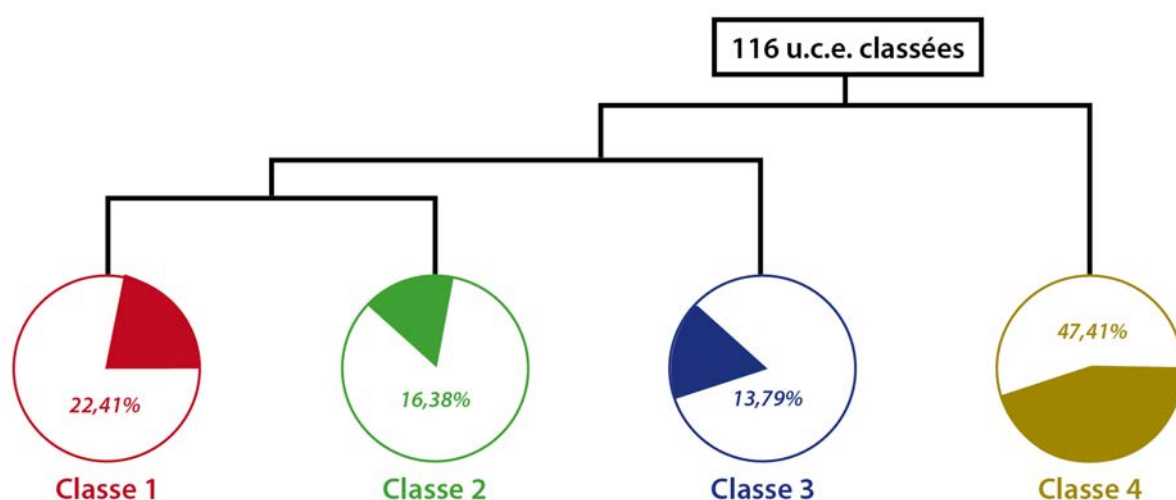 116 u.c.e. classées
22,41%
16,38%
13,79%
47,41%
Classe 1
Classe 2
Classe 3
Classe 4